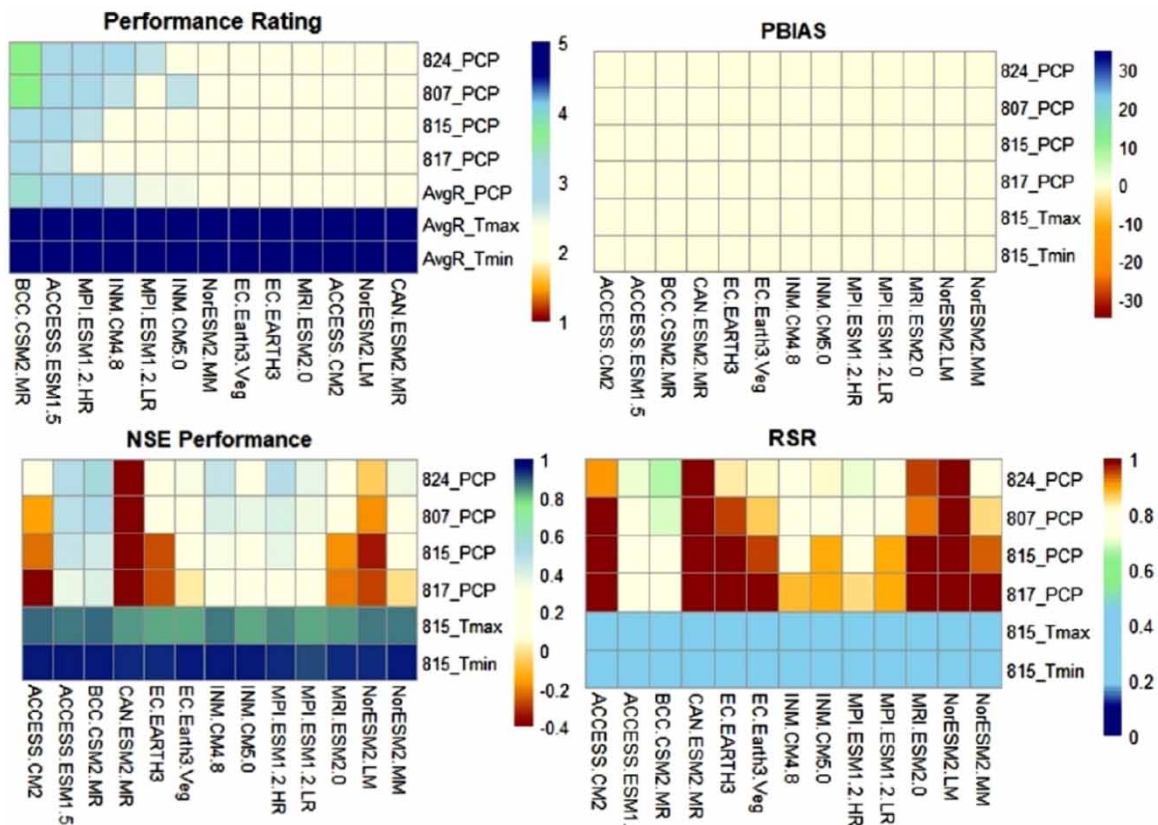 Performance Rating
5
4
3
2
1
824_PCP
807_PCP
815_PCP
817_PCP
AvgR_PCP
AvgR_Tmax
AvgR_Tmin
BCC.CSM2.MR
ACCESS.ESM1.5
MPI.ESM1.2.HR
INM.CM4.8
MPI.ESM1.2.LR
INM.CM5.0
NorESM2.MM
EC.Earth3.Veg
EC.EARTH3
MRI.ESM2.0
ACCESS.CM2
NorESM2.LM
CAN.ESM2.MR
PBIAS
824_PCP
807_PCP
815_PCP
817_PCP
815_Tmax
815_Tmin
30
20
10
0
-10
-20
-30
ACCESS.CM2
ACCESS.ESM1.5
BCC.CSM2.MR
CAN.ESM2.MR
EC.EARTH3
EC.Earth3.Veg
INM.CM4.8
INM.CM5.0
MPI.ESM1.2.HR
MPI.ESM1.2.LR
MRI.ESM2.0
NorESM2.LM
NorESM2.MM
NSE Performance
824_PCP
807_PCP
815_PCP
817_PCP
815_Tmax
815_Tmin
1
0.8
0.6
0.4
0.2
0
-0.2
-0.4
ACCESS.CM2
ACCESS.ESM1.5
BCC.CSM2.MR
CAN.ESM2.MR
EC.EARTH3
EC.Earth3.Veg
INM.CM4.8
INM.CM5.0
MPI.ESM1.2.HR
MPI.ESM1.2.LR
MRI.ESM2.0
NorESM2.LM
NorESM2.MM
RSR
824_PCP
807_PCP
815_PCP
817_PCP
815_Tmax
815_Tmin
1
0.8
0.6
0.4
0.2
0
ACCESS.CM2
ACCESS.ESM1.
BCC.CSM2.MR
CAN.ESM2.MR
EC.EARTH3
EC.Earth3.Veg
INM.CM4.8
INM.CM5.0
MPI.ESM1.2.HR
MPI.ESM1.2.LR
MRI.ESM2.0
NorESM2.LM
NorESM2.MM